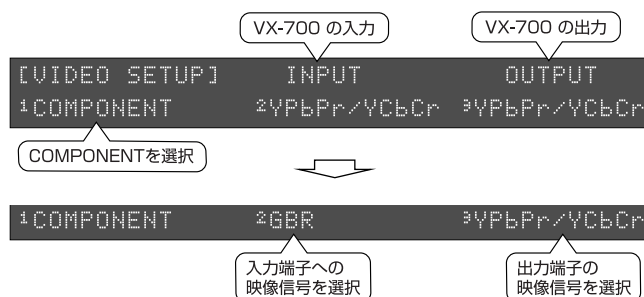 VX-700 の入力
VX-700 の出力
[VIDEO SETUP] INPUT OUTPUT
1COMPONENT 2YPbPr/YCbCr 3YPbPr/YCbCr
COMPONENTを選択
1COMPONENT 2GBR 3YPbPr/YCbCr
入力端子への
映像信号を選択
出力端子の
映像信号を選択